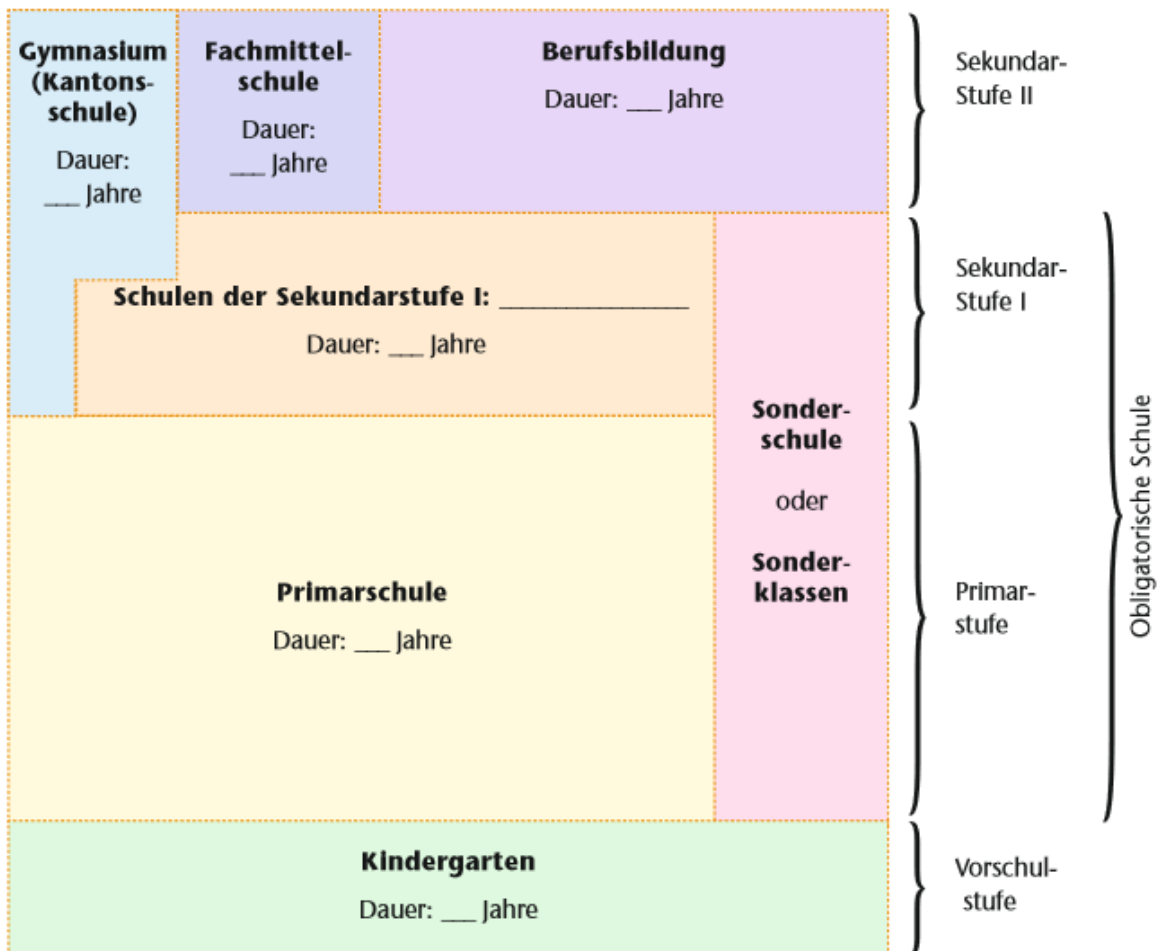 Gymnasium
(Kantons-
schule)
Dauer:
___ Jahre
Fachmittel-
schule
Dauer:
___ Jahre
Berufsbildung
Dauer: ___ Jahre
Sekundar-
Stufe II
Schulen der Sekundarstufe I: ________________
Dauer: ___ Jahre
Sekundar-
Stufe I
Sonder-
schule
oder
Sonder-
klassen
Primarschule
Dauer: ___ Jahre
Primar-
stufe
Obligatorische Schule
Kindergarten
Dauer: ___ Jahre
Vorschul-
stufe